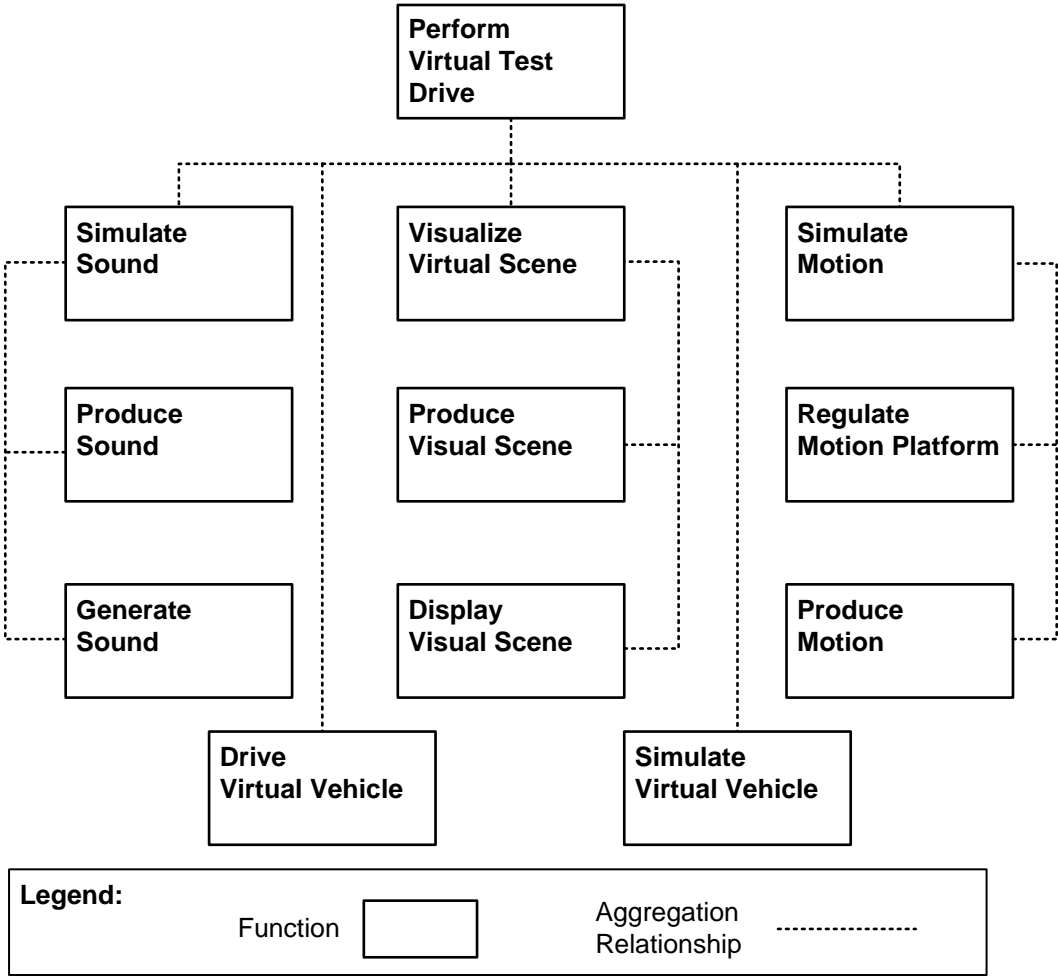 Perform
Virtual Test
Drive
Simulate
Sound
Visualize
Virtual Scene
Simulate
Motion
Produce
Sound
Produce
Visual Scene
Regulate
Motion Platform
Generate
Sound
Display
Visual Scene
Produce
Motion
Drive
Virtual Vehicle
Simulate
Virtual Vehicle
Legend:
Function
Aggregation
Relationship